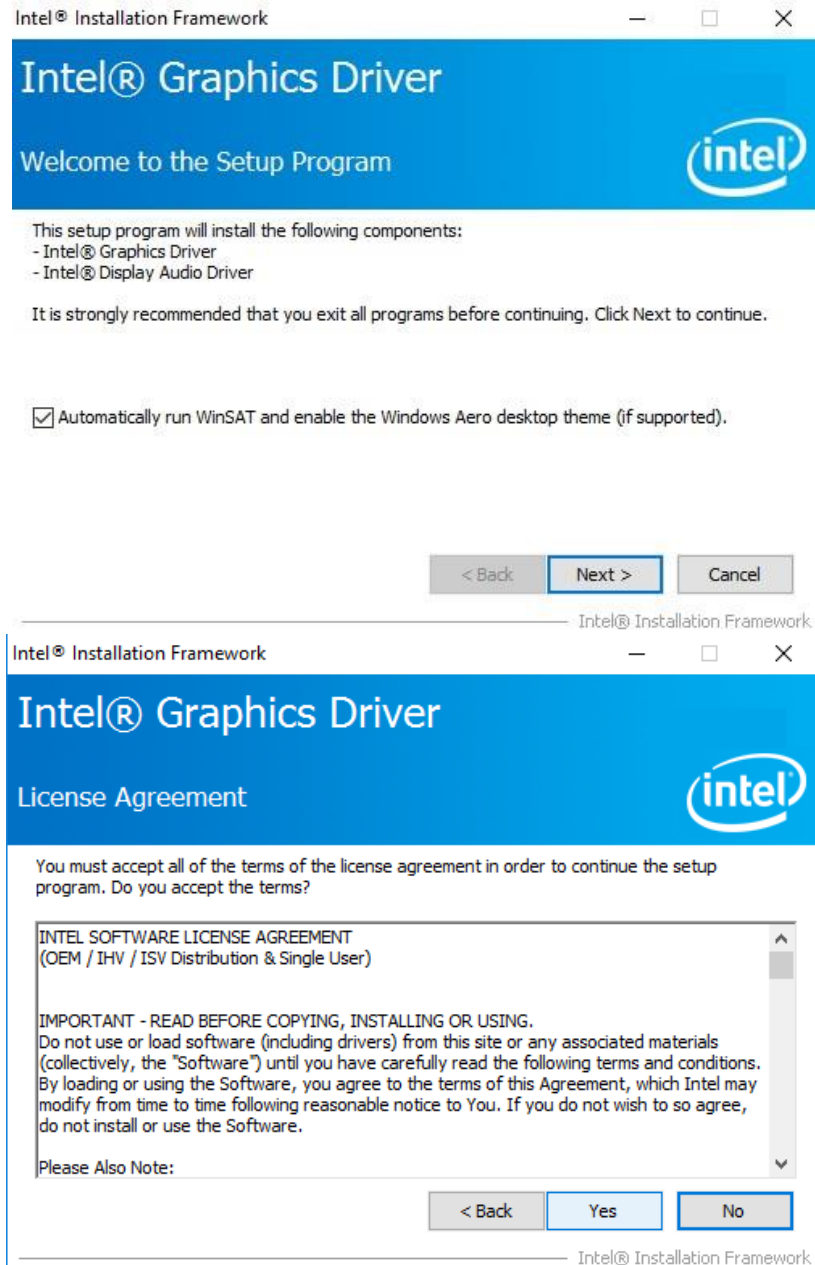 Intel® Installation Framework
Intel® Graphics Driver
Welcome to the Setup Program
intel
This setup program will install the following components:
- Intel® Graphics Driver
- Intel® Display Audio Driver
It is strongly recommended that you exit all programs before continuing. Click Next to continue.
Automatically run WinSAT and enable the Windows Aero desktop theme (if supported).
< Back Next > Cancel
Intel® Installation Framework
Intel® Installation Framework
Intel® Graphics Driver
License Agreement
intel
You must accept all of the terms of the license agreement in order to continue the setup
program. Do you accept the terms?
INTEL SOFTWARE LICENSE AGREEMENT
(OEM / IHV / ISV Distribution & Single User)
IMPORTANT - READ BEFORE COPYING, INSTALLING OR USING.
Do not use or load software (including drivers) from this site or any associated materials
(collectively, the "Software") until you have carefully read the following terms and conditions.
By loading or using the Software, you agree to the terms of this Agreement, which Intel may
modify from time to time following reasonable notice to You. If you do not wish to so agree,
do not install or use the Software.
Please Also Note:
< Back Yes No
Intel® Installation Framework